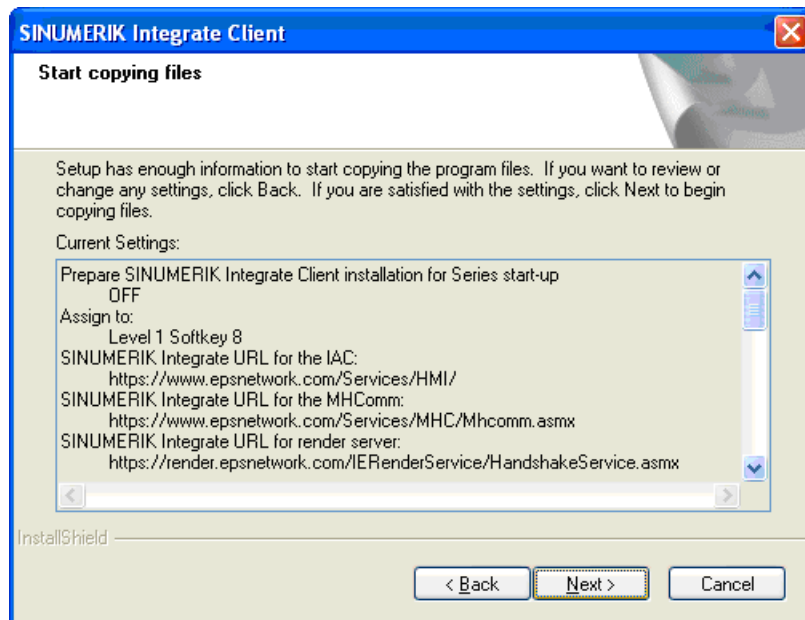 SINUMERIK Integrate Client
Start copying files
Setup has enough information to start copying the program files. If you want to review or
change any settings, click Back. If you are satisfied with the settings, click Next to begin
copying files.
Current Settings:
Prepare SINUMERIK Integrate Client installation for Series start-up
OFF
Assign to:
Level 1 Softkey 8
SINUMERIK Integrate URL for the IAC:
https://www.epsnetwork.com/Services/HMI/
SINUMERIK Integrate URL for the MHComm:
https://www.epsnetwork.com/Services/MHC/Mhcomm.asmx
SINUMERIK Integrate URL for render server:
https://render.epsnetwork.com/IERenderService/HandshakeService.asmx
InstallShield
< Back
Next >
Cancel